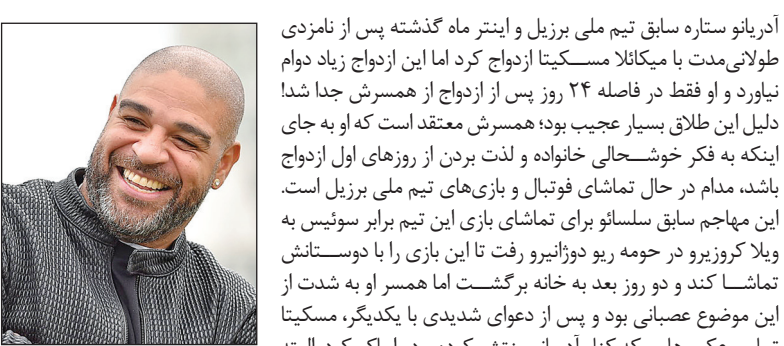 آدریانو ستاره سابق تیم ملی برزیل و اینتر ماه گذشته پس از نامزدی
طولانی‌مدت با میکائلا مسـکیتا ازدواج کرد اما این ازدواج زیاد دوام
نیاورد و او فقط در فاصله ۲۴ روز پس از ازدواج از همسرش جدا شد!
دلیل این طلاق بسیار عجیب بود؛ همسرش معتقد است که او به جای
اینکه به فکر خوشـحالی خانواده و لذت بردن از روزهای اول ازدواج
باشد، مدام در حال تماشای فوتبال و بازی‌های تیم ملی برزیل است.
این مهاجم سابق سلسائو برای تماشای بازی این تیم برابر سوئیس به
ویلا کروزیرو در حومه ریو دوژانیرو رفت تا این بازی را با دوسـتانش
تماشـا کند و دو روز بعد به خانه برگشـت اما همسر او به شدت از
این موضوع عصبانی بود و پس از دعوای شدیدی با یکدیگر، مسکیتا